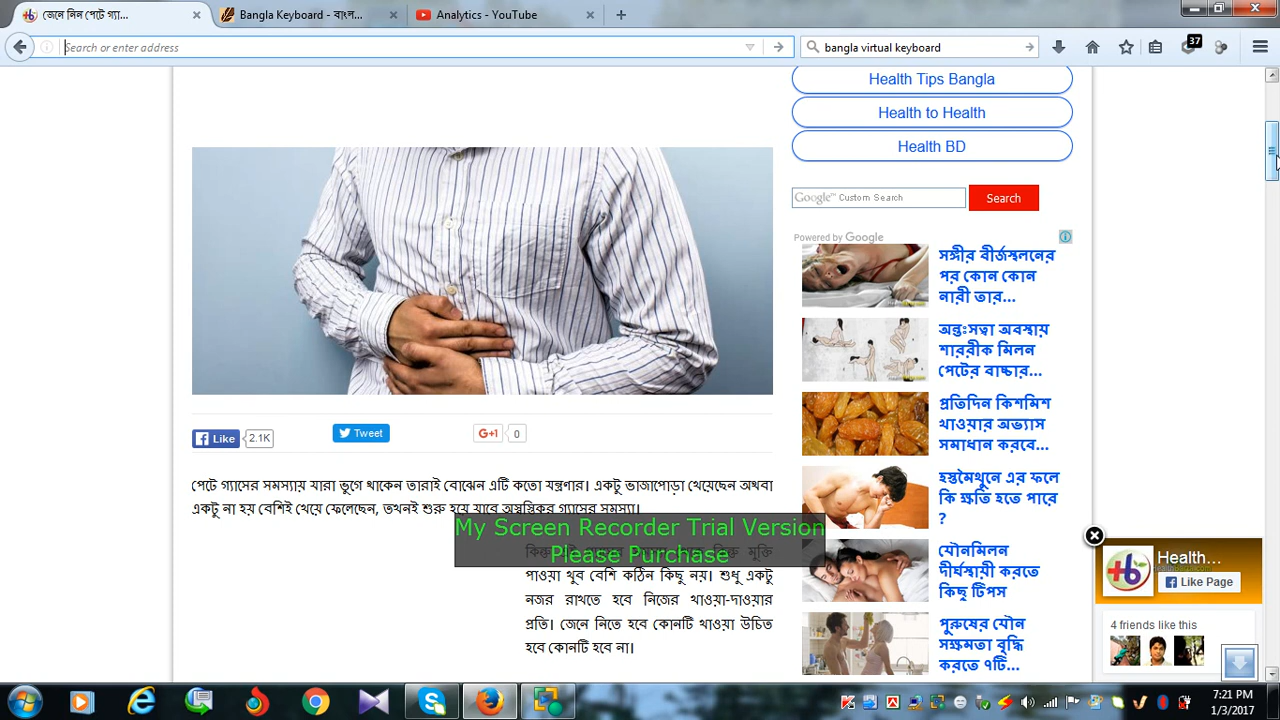 জেনে নিন পেটে গ্যা...
Bangla Keyboard - বাংল...
Analytics - YouTube
Search or enter address
bangla virtual keyboard
37
Health Tips Bangla
Health to Health
Health BD
Google™ Custom Search
Search
Powered by Google
সঙ্গীর বীর্জস্খলনের
পর কোন কোন
নারী তার...
অন্তঃসত্বা অবস্থায়
শাররীক মিলন
পেটের বাচ্চার...
প্রতিদিন কিশমিশ
খাওয়ার অভ্যাস
সমাধান করবে...
হস্তমৈথুনে এর ফলে
কি ক্ষতি হতে পারে
?
যৌনমিলন
দীর্ঘস্থায়ী করতে
কিছু টিপস
পুরুষের যৌন
সক্ষমতা বৃদ্ধি
করতে ৭টি...
Like
2.1K
Tweet
G+1
0
পেটে গ্যাসের সমস্যায় যারা ভুগে থাকেন তারাই বোঝেন এটি কতো যন্ত্রণার। একটু ভাজাপোড়া খেয়েছেন অথবা
একটু না হয় বেশিই খেয়ে ফেলেছেন, তখনই শুরু হয়ে যাবে অস্বস্তিকর গ্যাসের সমস্যা।
My Screen Recorder Trial Version
Please Purchase
মুক্তি
পাওয়া খুব বেশি কঠিন কিছু নয়। শুধু একটু
নজর রাখতে হবে নিজের খাওয়া-দাওয়ার
প্রতি। জেনে নিতে হবে কোনটি খাওয়া উচিত
হবে কোনটি হবে না।
Health...
Like Page
4 friends like this
7:21 PM
1/3/2017